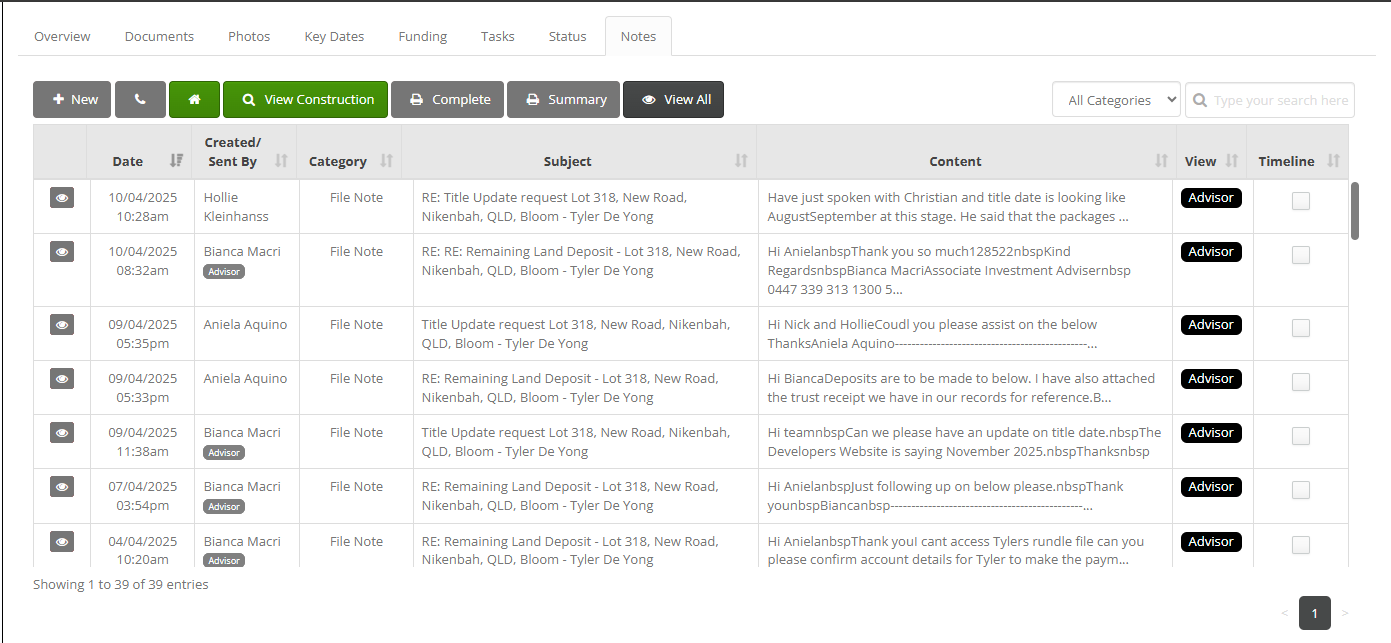 Overview Documents Photos Key Dates Funding Tasks Status Notes
New View Construction Complete Summary View All All Categories Type your search here
Date Created/ Sent By Category Subject Content View Timeline
10/04/2025 10:28am
Hollie Kleinhanss
File Note
RE: Title Update request Lot 318, New Road,
Nikenbah, QLD, Bloom - Tyler De Yong
Have just spoken with Christian and title date is looking like
AugustSeptember at this stage. He said that the packages ...
Advisor
10/04/2025 08:32am
Bianca Macri
Advisor
File Note
RE: RE: Remaining Land Deposit - Lot 318, New Road,
Nikenbah, QLD, Bloom - Tyler De Yong
Hi AnielanbspThank you so much128522nbspKind
RegardsnbspBianca MacriAssociate Investment Advisernbsp
0447 339 313 1300 5...
Advisor
09/04/2025 05:35pm
Aniela Aquino
File Note
Title Update request Lot 318, New Road, Nikenbah,
QLD, Bloom - Tyler De Yong
Hi Nick and HollieCoudl you please assist on the below
ThanksAniela Aquino----------------------------------------------...
Advisor
09/04/2025 05:33pm
Aniela Aquino
File Note
RE: Remaining Land Deposit - Lot 318, New Road,
Nikenbah, QLD, Bloom - Tyler De Yong
Hi BiancaDeposits are to be made to below. I have also attached
the trust receipt we have in our records for reference.B...
Advisor
09/04/2025 11:38am
Bianca Macri
Advisor
File Note
Title Update request Lot 318, New Road, Nikenbah,
QLD, Bloom - Tyler De Yong
Hi teamnbspCan we please have an update on title date.nbspThe
Developers Website is saying November 2025.nbspThanksnbsp
Advisor
07/04/2025 03:54pm
Bianca Macri
Advisor
File Note
RE: Remaining Land Deposit - Lot 318, New Road,
Nikenbah, QLD, Bloom - Tyler De Yong
Hi AnielanbspJust following up on below please.nbspThank
younbspBiancanbsp----------------------------------------------...
Advisor
04/04/2025 10:20am
Bianca Macri
Advisor
File Note
RE: Remaining Land Deposit - Lot 318, New Road,
Nikenbah, QLD, Bloom - Tyler De Yong
Hi AnielanbspThank youI cant access Tylers rundle file can you
please confirm account details for Tyler to make the paym...
Advisor
Showing 1 to 39 of 39 entries
< 1 >